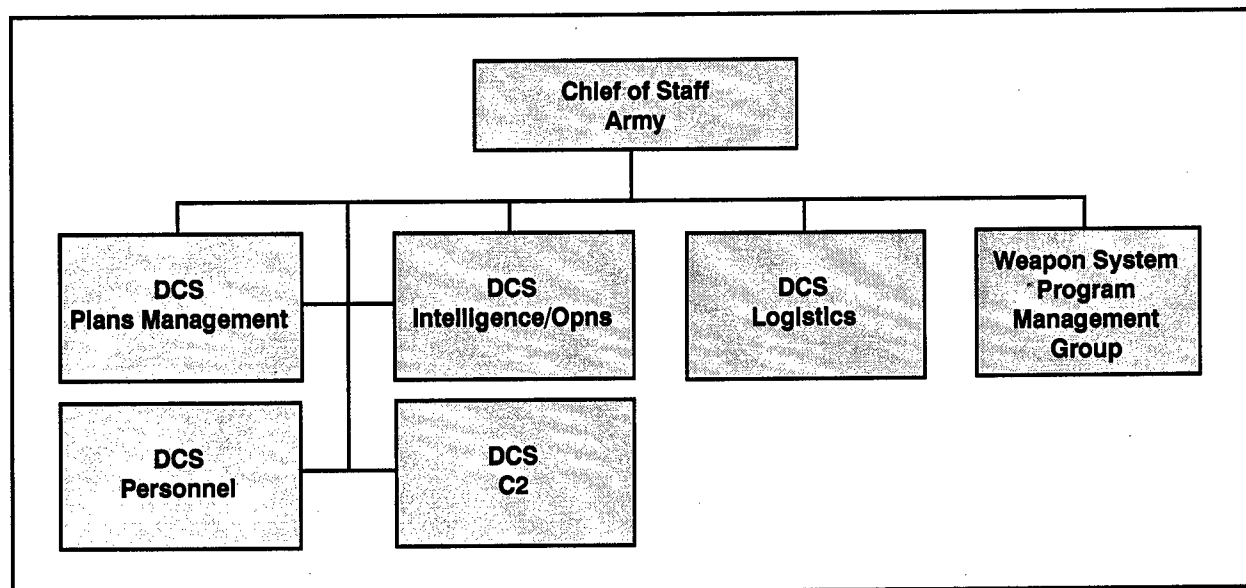 Chief of Staff
Army
DCS
Plans Management
DCS
Intelligence/Opns
DCS
Logistics
Weapon System
Program
Management
Group
DCS
Personnel
DCS
C2